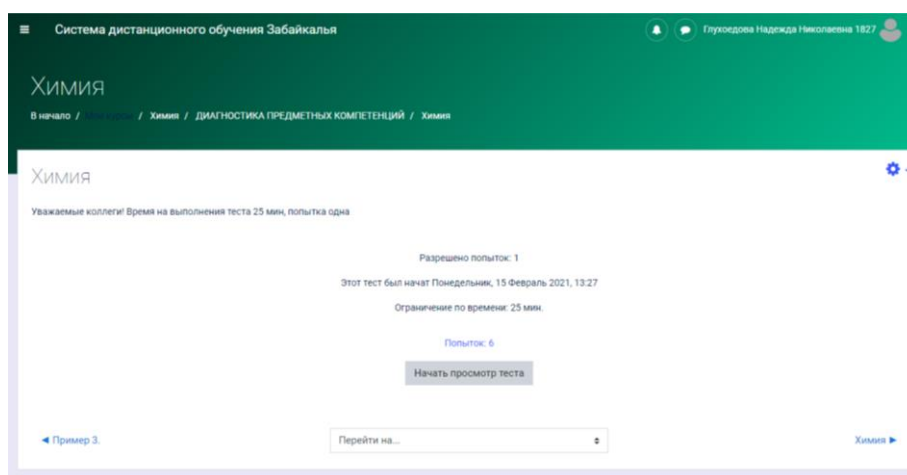 Система дистанционного обучения Забайкалья
Глухоедова Надежда Николаевна 1827
Химия
В начало / / Химия / ДИАГНОСТИКА ПРЕДМЕТНЫХ КОМПЕТЕНЦИЙ / Химия
Химия
Уважаемые коллеги! Время на выполнения теста 25 мин, попытка одна
Разрешено попыток: 1
Этот тест был начат Понедельник, 15 Февраль 2021, 13:27
Ограничение по времени: 25 мин.
Попыток: 6
Начать просмотр теста
◄ Пример 3.
Перейти на...
Химия ►